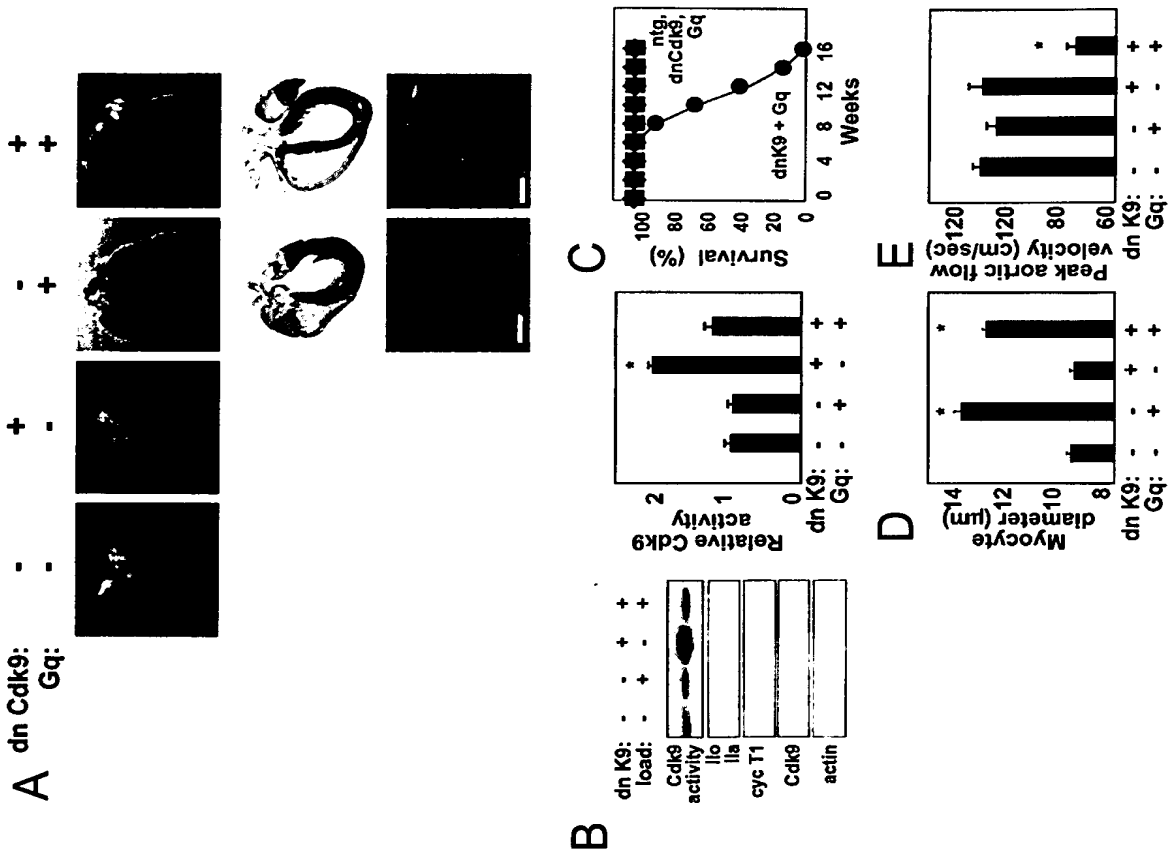 A
dn Cdk9: - + - +
Gq: - - + +
B
dn K9: - - + +
load: - + - +
Cdk9 activity
IIo
IIa
cyc T1
Cdk9
actin
Relative Cdk9
activity
2
1
0
*
dn K9: - - + +
Gq: - + - +
C
Survival (%)
100
80
60
40
20
0
ntg,
dnCdk9,
Gq
dnK9 + Gq
0 4 8 12 16
Weeks
D
Myocyte
diameter (µm)
14
12
10
8
* *
dn K9: - - + +
Gq: - + - +
E
Peak aortic flow
velocity (cm/sec)
120
120
80
60
*
dn K9: - - + +
Gq: - + - +